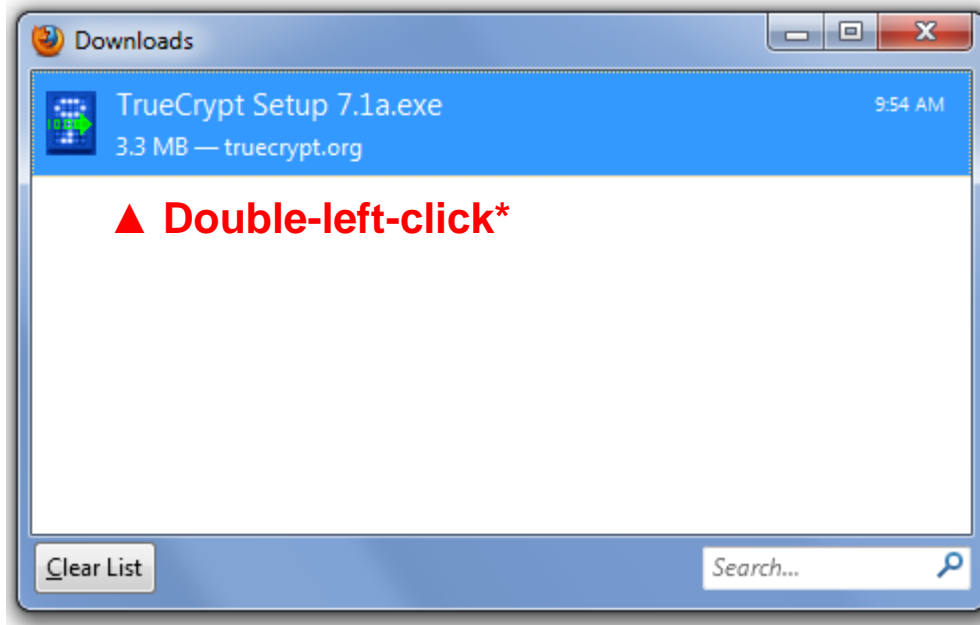 Downloads
TrueCrypt Setup 7.1a.exe
9:54 AM
3.3 MB — truecrypt.org
▲ Double-left-click*
Clear List
Search...